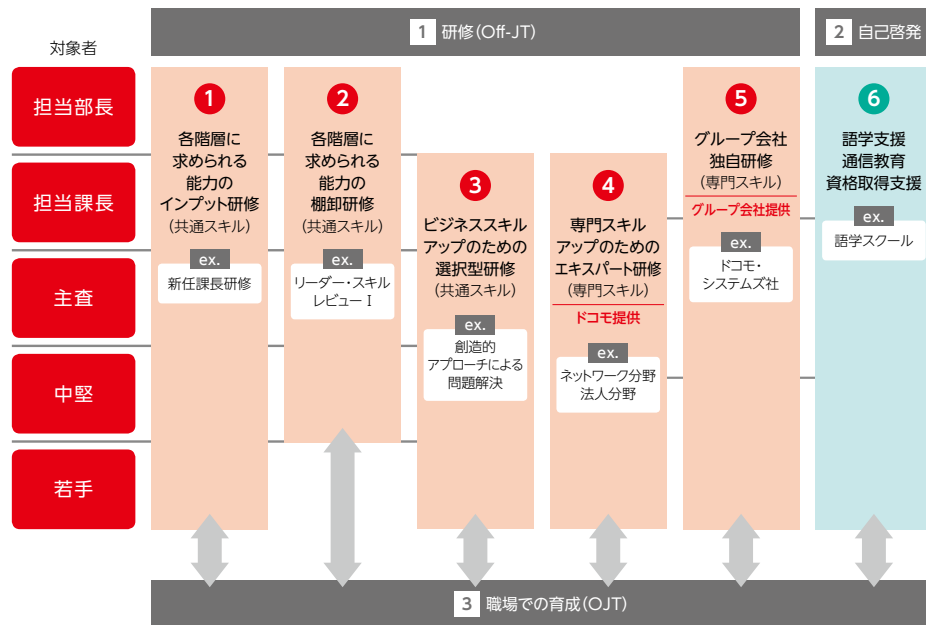 1 研修(Off-JT)
2 自己啓発
対象者
担当部長
担当課長
主査
中堅
若手
1
各階層に
求められる
能力の
インプット研修
(共通スキル)
ex.
新任課長研修
2
各階層に
求められる
能力の
棚卸研修
(共通スキル)
ex.
リーダー・スキル
レビューⅠ
3
ビジネススキル
アップのための
選択型研修
(共通スキル)
ex.
創造的
アプローチによる
問題解決
4
専門スキル
アップのための
エキスパート研修
(専門スキル)
ドコモ提供
ex.
ネットワーク分野
法人分野
5
グループ会社
独自研修
(専門スキル)
グループ会社提供
ex.
ドコモ・
システムズ社
6
語学支援
通信教育
資格取得支援
ex.
語学スクール
3 職場での育成(OJT)